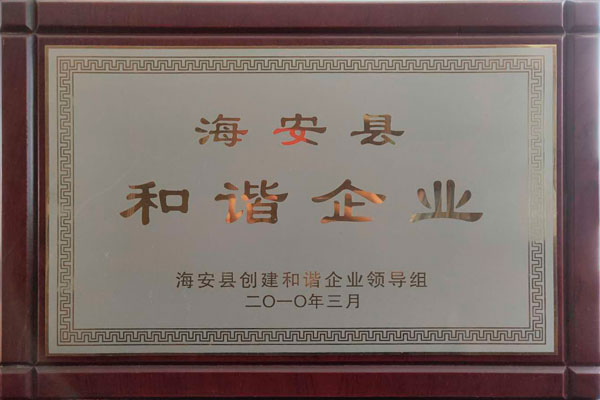 海安县
和谐企业
海安县创建和谐企业领导组
二〇一〇年三月